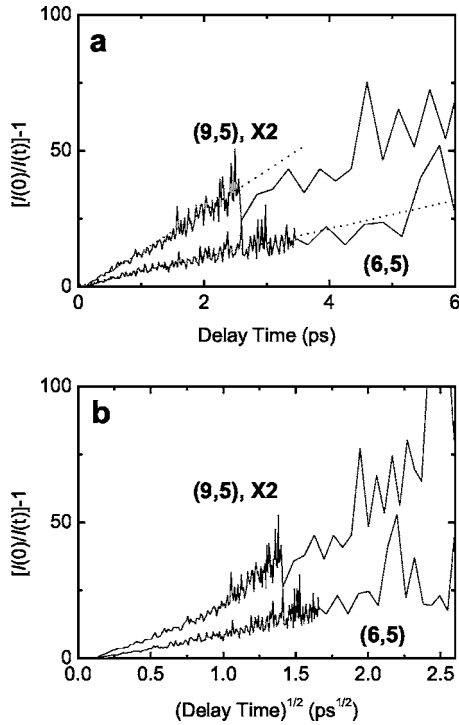 a
100
50
0
[I(0)/I(t)]-1
(9,5), X2
(6,5)
0 2 4 6
Delay Time (ps)
b
100
50
0
[I(0)/I(t)]-1
(9,5), X2
(6,5)
0.0 0.5 1.0 1.5 2.0 2.5
(Delay Time)^1/2 (ps^1/2)